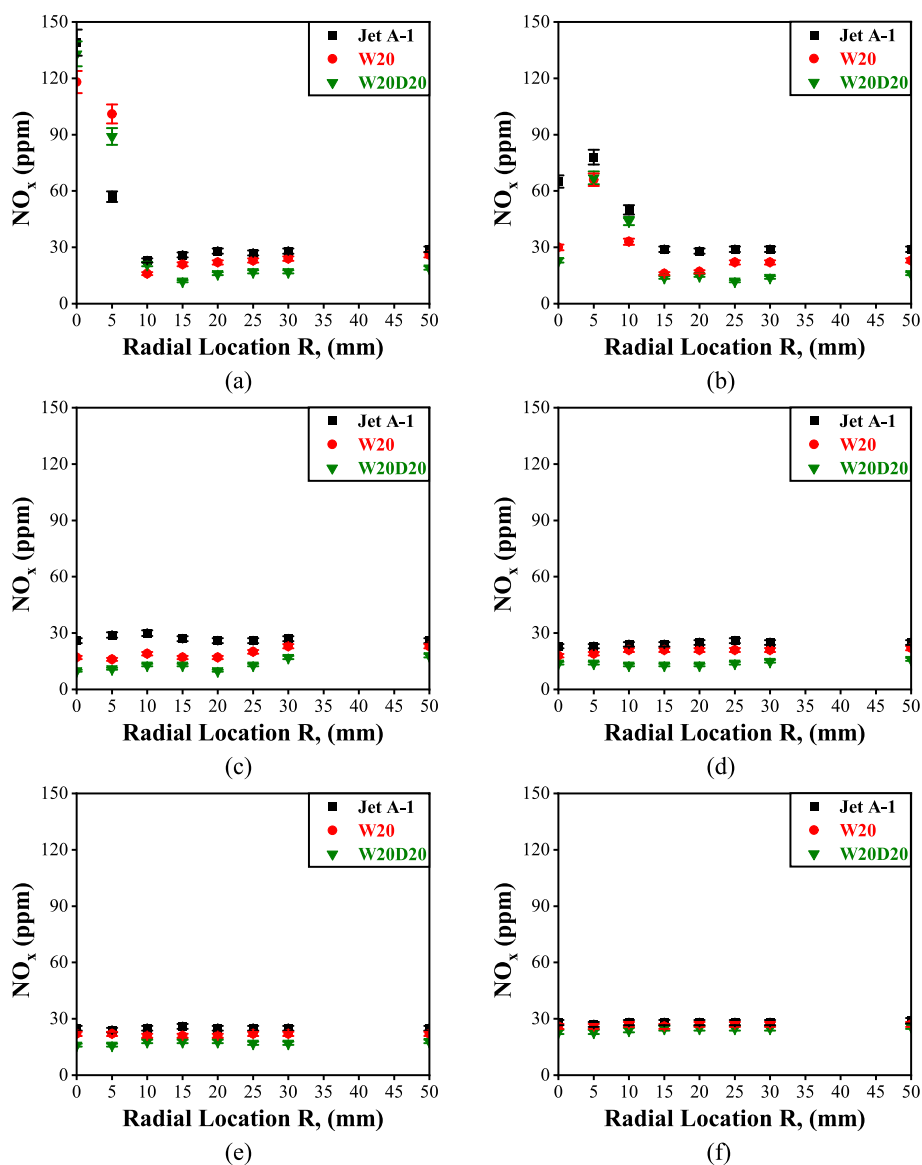 150
120
90
60
30
0
NOx (ppm)
Jet A-1
W20
W20D20
0 5 10 15 20 25 30 35 40 45 50
Radial Location R, (mm)
(a)
150
120
90
60
30
0
NOx (ppm)
Jet A-1
W20
W20D20
0 5 10 15 20 25 30 35 40 45 50
Radial Location R, (mm)
(b)
150
120
90
60
30
0
NOx (ppm)
Jet A-1
W20
W20D20
0 5 10 15 20 25 30 35 40 45 50
Radial Location R, (mm)
(c)
150
120
90
60
30
0
NOx (ppm)
Jet A-1
W20
W20D20
0 5 10 15 20 25 30 35 40 45 50
Radial Location R, (mm)
(d)
150
120
90
60
30
0
NOx (ppm)
Jet A-1
W20
W20D20
0 5 10 15 20 25 30 35 40 45 50
Radial Location R, (mm)
(e)
150
120
90
60
30
0
NOx (ppm)
Jet A-1
W20
W20D20
0 5 10 15 20 25 30 35 40 45 50
Radial Location R, (mm)
(f)